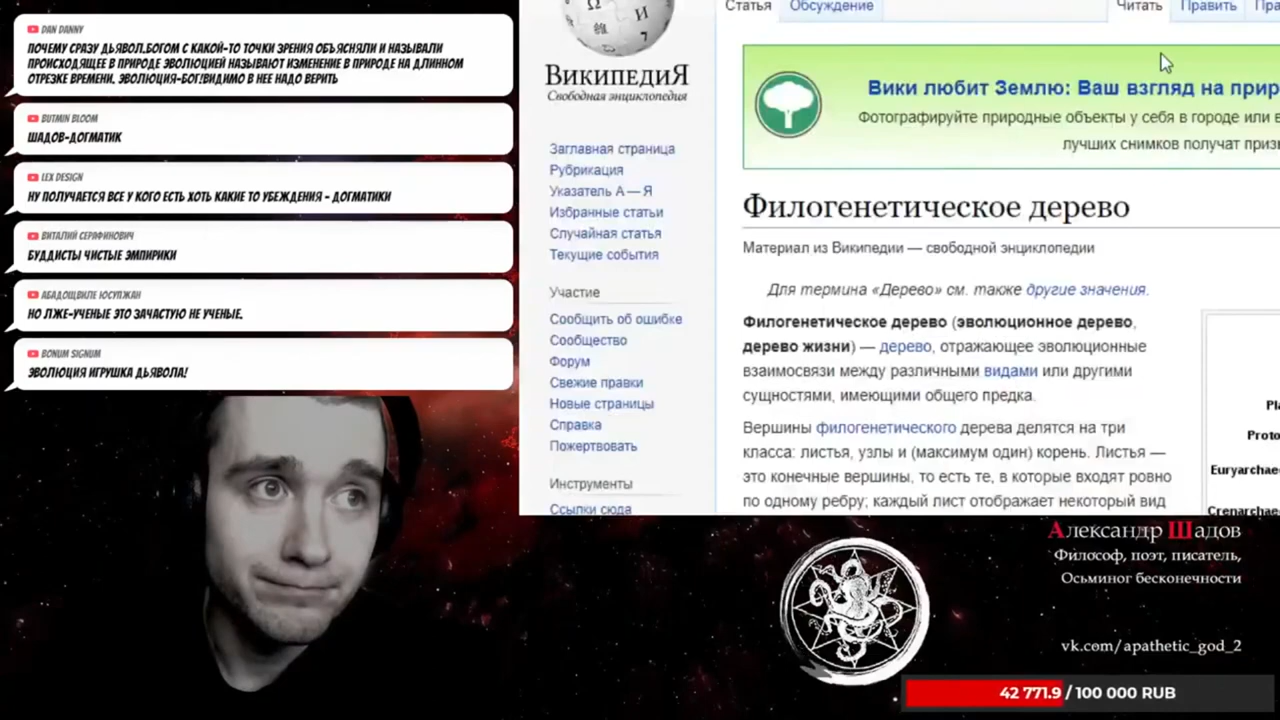 DAN DANNY
ПОЧЕМУ СРАЗУ ДЬЯВОЛ.БОГОМ С КАКОЙ-ТО ТОЧКИ ЗРЕНИЯ ОБЪЯСНЯЛИ И НАЗЫВАЛИ
ПРОИСХОДЯЩЕЕ В ПРИРОДЕ ЭВОЛЮЦИЕЙ НАЗЫВАЮТ ИЗМЕНЕНИЕ В ПРИРОДЕ НА ДЛИННОМ
ОТРЕЗКЕ ВРЕМЕНИ. ЭВОЛЮЦИЯ-БОГ!ВИДИМО В НЕЕ НАДО ВЕРИТЬ
BUTMIN BLOOM
ШАДОВ-ДОГМАТИК
LEX DESIGN
НУ ПОЛУЧАЕТСЯ ВСЕ У КОГО ЕСТЬ ХОТЬ КАКИЕ ТО УБЕЖДЕНИЯ - ДОГМАТИКИ
ВИТАЛИЙ СЕРАФИНОВИЧ
БУДДИСТЫ ЧИСТЫЕ ЭМПИРИКИ
АБАДОЩВИЛЕ ЮСУПЖАН
НО ЛЖЕ-УЧЕНЫЕ ЭТО ЗАЧАСТУЮ НЕ УЧЕНЫЕ.
BONUM SIGNUM
ЭВОЛЮЦИЯ ИГРУШКА ДЬЯВОЛА!
Статья Обсуждение Читать Править
ВИКИПЕДИЯ
Свободная энциклопедия
Заглавная страница
Рубрикация
Указатель А — Я
Избранные статьи
Случайная статья
Текущие события
Участие
Сообщить об ошибке
Сообщество
Форум
Свежие правки
Новые страницы
Справка
Пожертвовать
Инструменты
Ссылки сюда
Вики любит Землю: Ваш взгляд на прир
Фотографируйте природные объекты у себя в городе или в
лучших снимков получат приз
Филогенетическое дерево
Материал из Википедии — свободной энциклопедии
Для термина «Дерево» см. также другие значения.
Филогенетическое дерево (эволюционное дерево,
дерево жизни) — дерево, отражающее эволюционные
взаимосвязи между различными видами или другими
сущностями, имеющими общего предка.
Вершины филогенетического дерева делятся на три
класса: листья, узлы и (максимум один) корень. Листья —
это конечные вершины, то есть те, в которые входят ровно
по одному ребру; каждый лист отображает некоторый вид
Pla
Proto
Euryarchae
Crenarchae
Александр Шадов
Философ, поэт, писатель,
Осьминог бесконечности
vk.com/apathetic_god_2
42 771.9 / 100 000 RUB